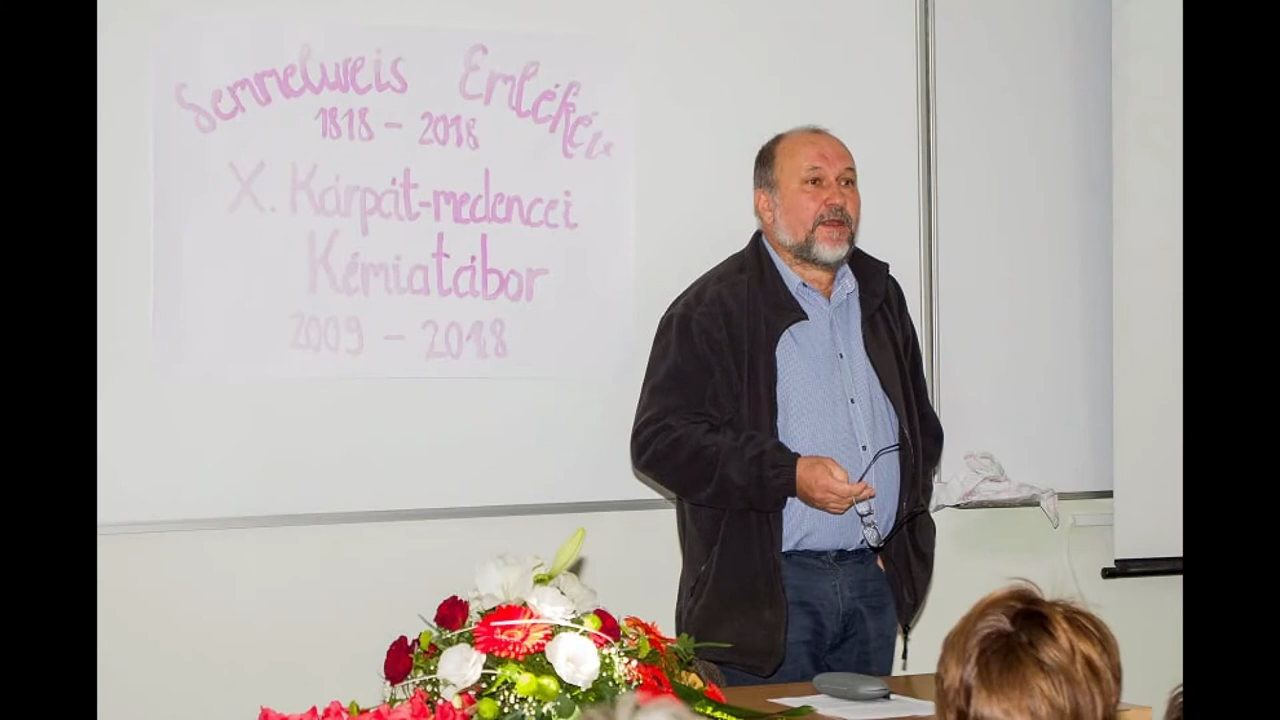 Semmelweis Emlékév
1818 - 2018
X. Kárpát-medencei
Kémiatábor
2009 - 2018